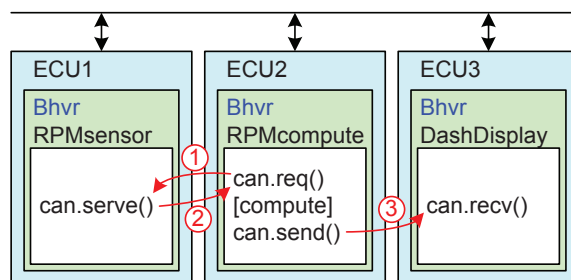 ECU1
Bhvr
RPMsensor
can.serve()
ECU2
Bhvr
RPMcompute
can.req()
[compute]
can.send()
ECU3
Bhvr
DashDisplay
can.recv()
1
2
3